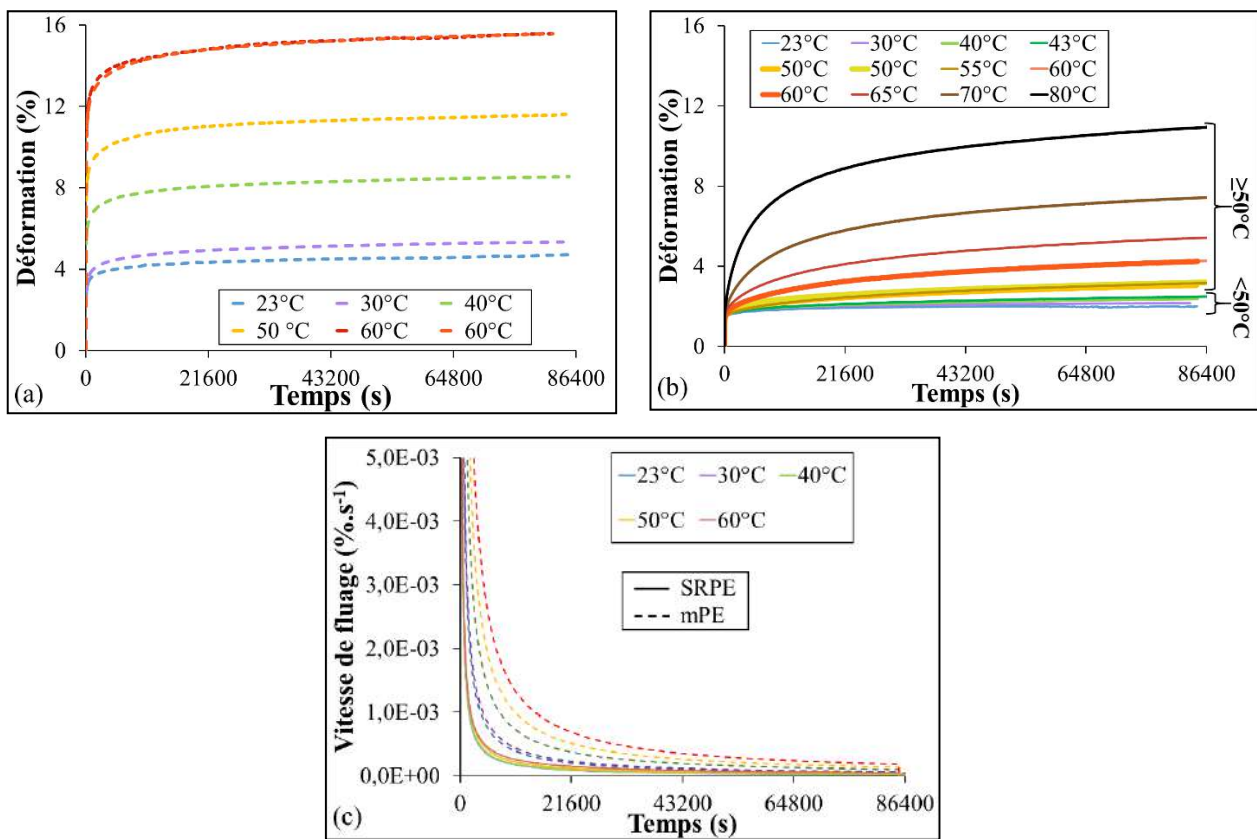 16
12
8
4
0
Déformation (%)
23°C 30°C 40°C
50 °C 60°C 60°C
0 21600 43200 64800 86400
Temps (s)
(a)
16
12
8
4
0
Déformation (%)
23°C 30°C 40°C 43°C
50°C 50°C 55°C 60°C
60°C 65°C 70°C 80°C
≥50°C
<50°C
0 21600 43200 64800 86400
Temps (s)
(b)
5,0E-03
4,0E-03
3,0E-03
2,0E-03
1,0E-03
0,0E+00
Vitesse de fluage (%.s⁻¹)
23°C 30°C 40°C
50°C 60°C
SRPE
mPE
0 21600 43200 64800 86400
Temps (s)
(c)